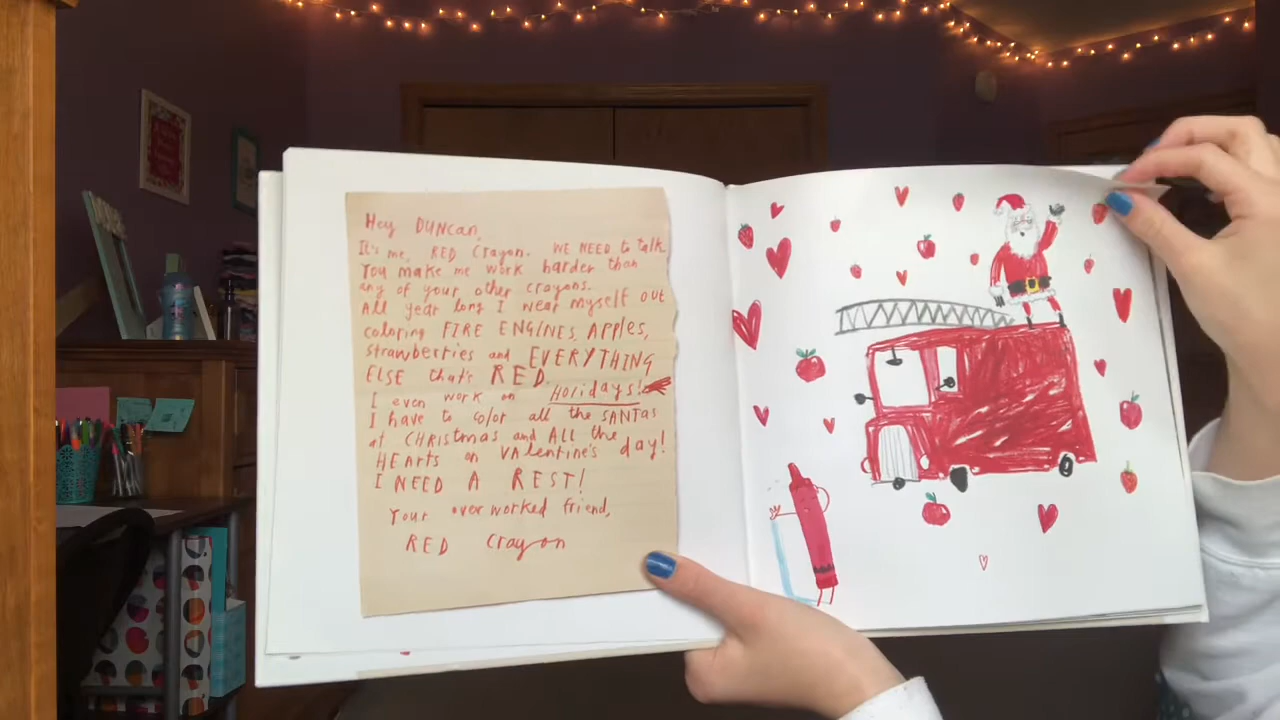 Hey DUNCan,
It's me, RED Crayon. WE NEED to talk.
You make me work harder than
any of your other crayons.
All year long I wear myself out
coloring FIRE ENGINES, APPles,
strawberries and EVERYTHING
ELSE that's RED.
I even work on Holidays!
I have to color all the SANTAs
at CHRistmas and ALL the
HEArts on VAlentine's day!
I NEED A REST!
Your overworked friend,
RED Crayon